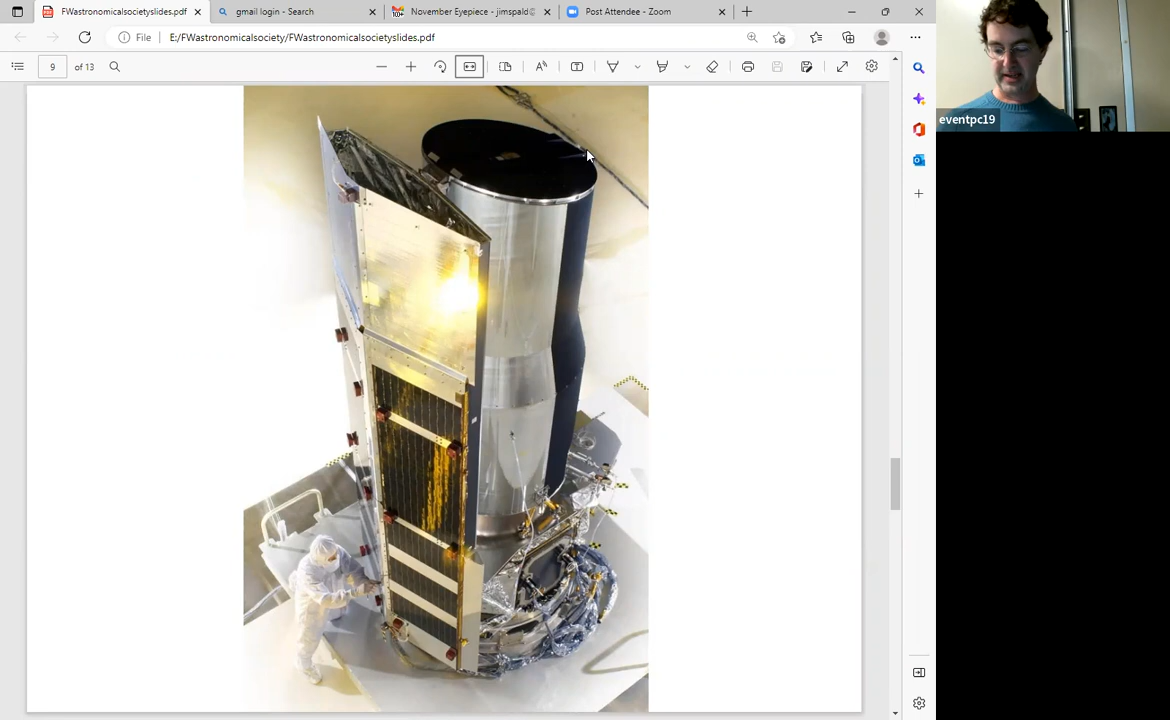 FWastronomicalsocietyslides.pdf
gmail login - Search
November Eyepiece - jimspald@
Post Attendee - Zoom
File
E:/FWastronomicalsociety/FWastronomicalsocietyslides.pdf
9
of 13
eventpc19